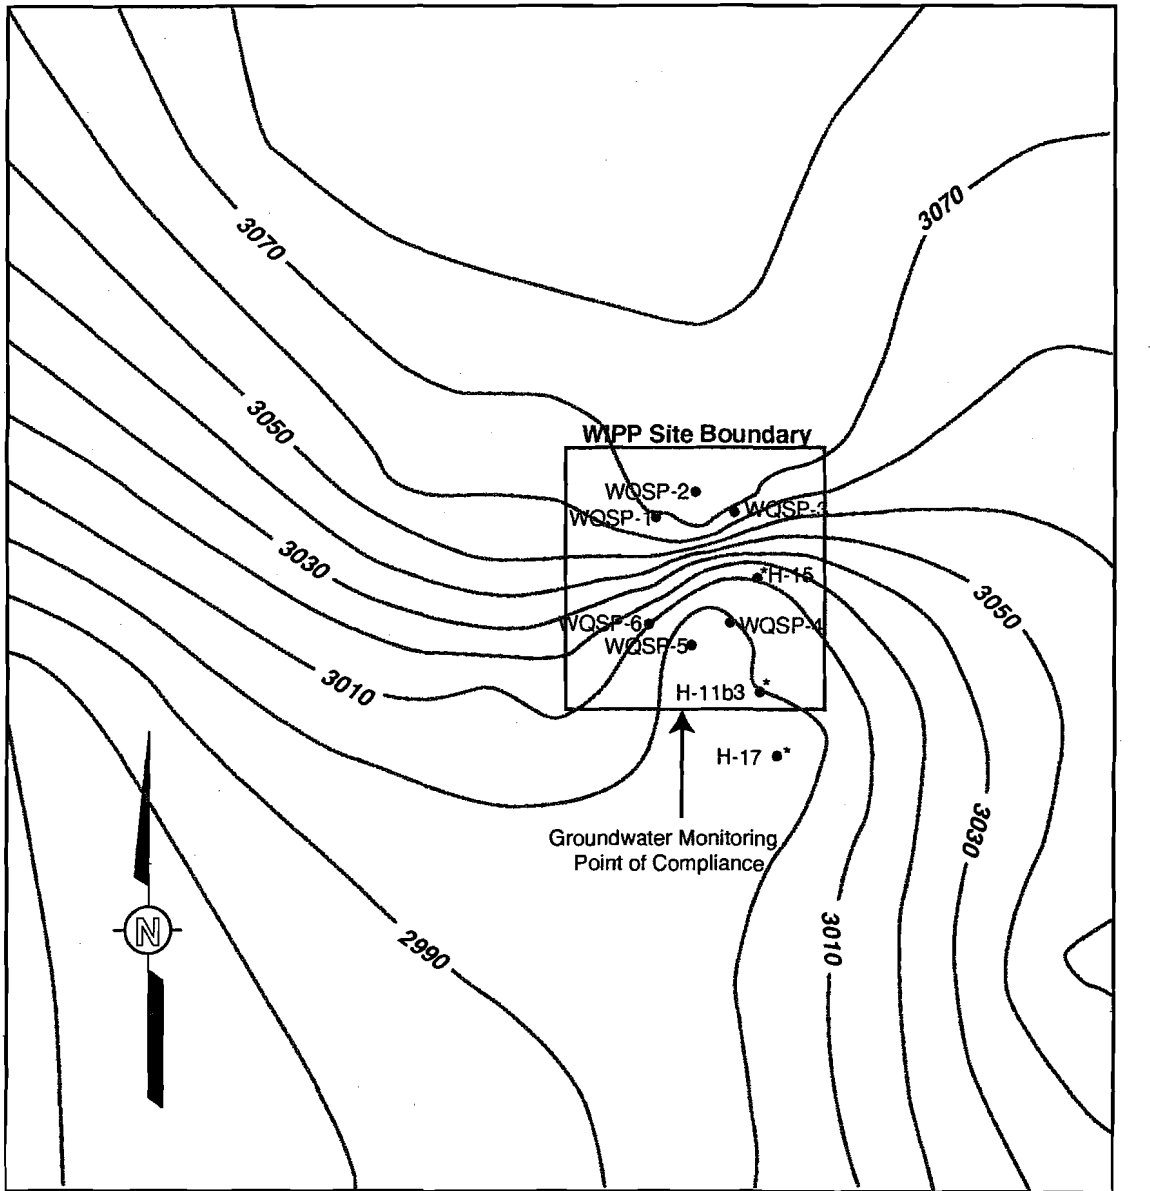 3070
3070
3050
WIPP Site Boundary
WQSP-2
WQSP-1
WQSP-3
3030
*H-15
3050
WQSP-6
WQSP-4
WQSP-5
3010
H-11b3 *
H-17 *
Groundwater Monitoring
Point of Compliance
3030
3010
2990
N